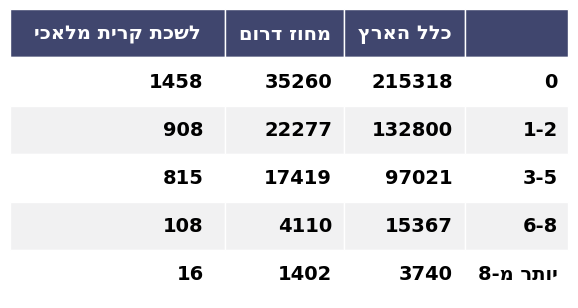 כלל הארץ מחוז דרום לשכת קרית מלאכי
0 215318 35260 1458
1-2 132800 22277 908
3-5 97021 17419 815
6-8 15367 4110 108
יותר מ-8 3740 1402 16